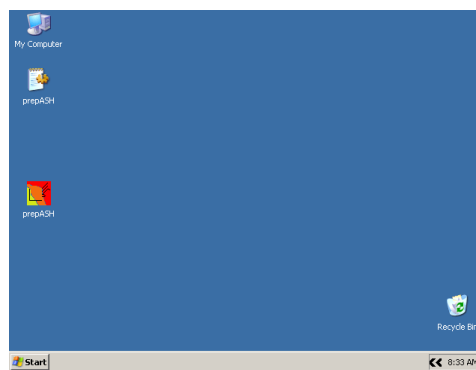 My Computer
prepASH
prepASH
Recycle Bin
Start
8:33 AM